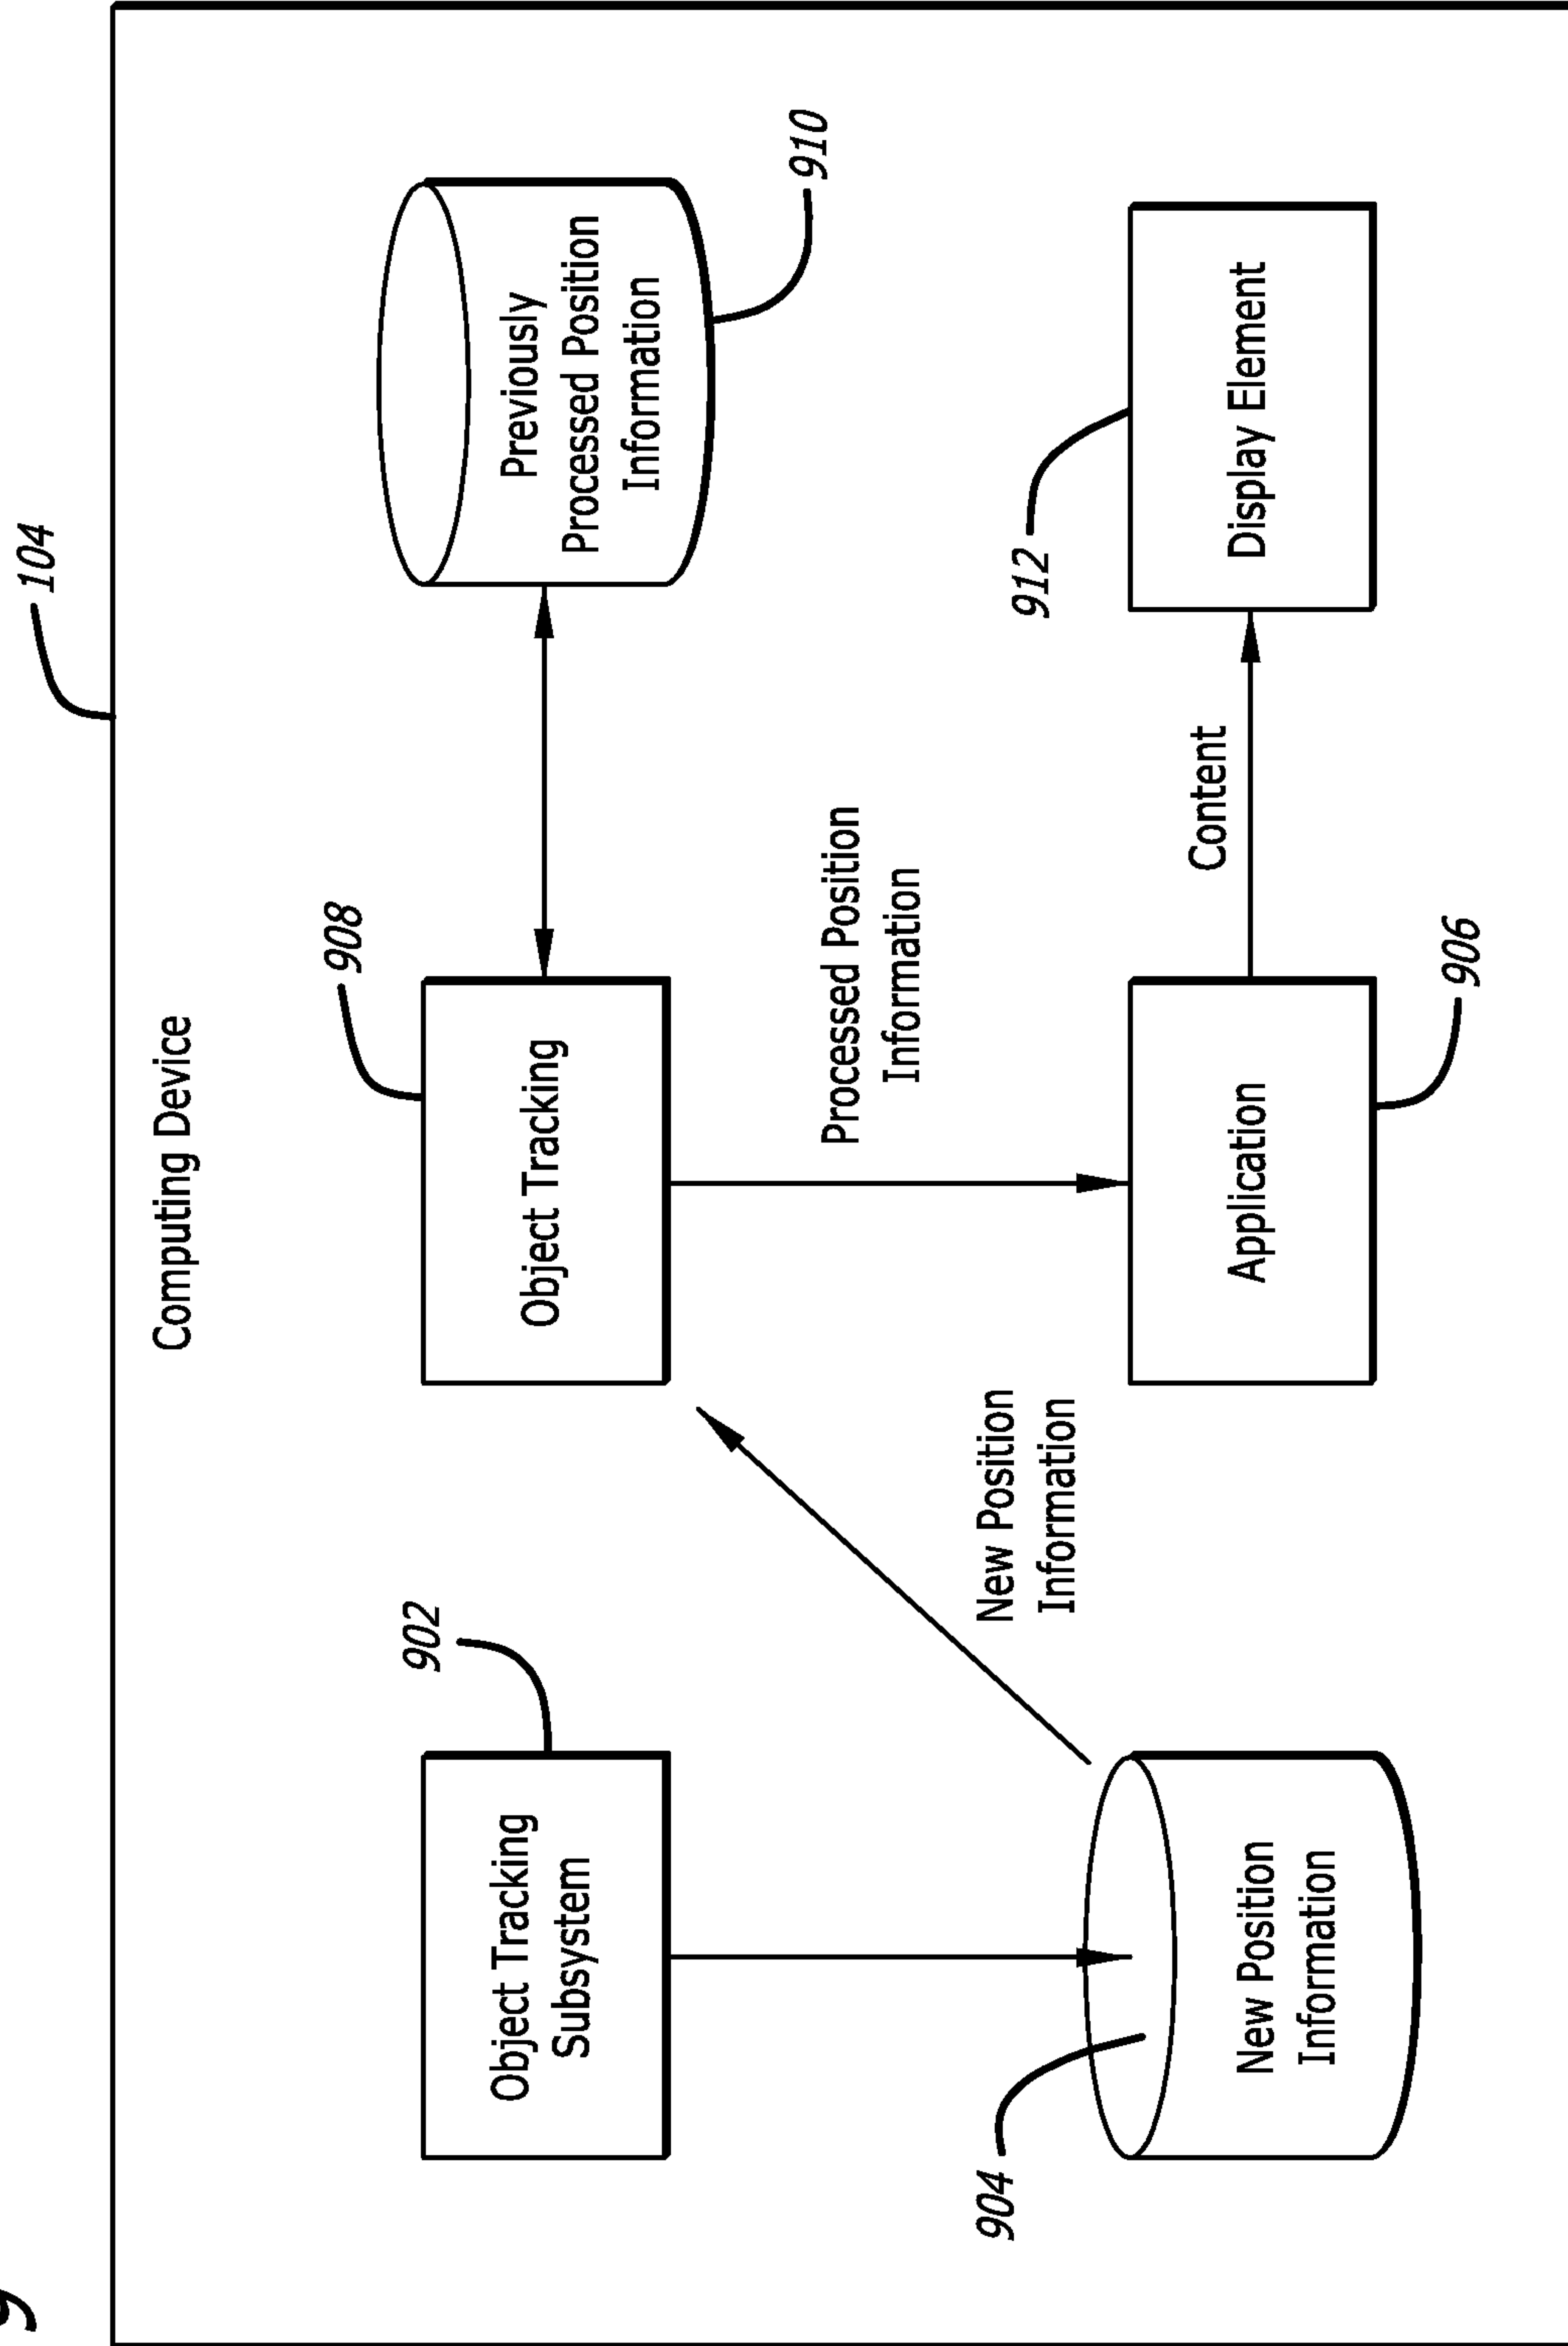 104
Computing Device
908
902
Object Tracking
Subsystem
Object Tracking
Previously
Processed Position
Information
910
Processed Position
Information
New Position
Information
904
912
New Position
Information
Application
Content
Display Element
906